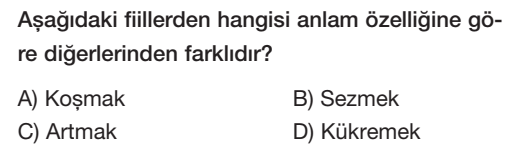 Aşağıdaki fiillerden hangisi anlam özelliğine gö-
re diğerlerinden farklıdır?
A) Koşmak B) Sezmek
C) Artmak D) Kükremek